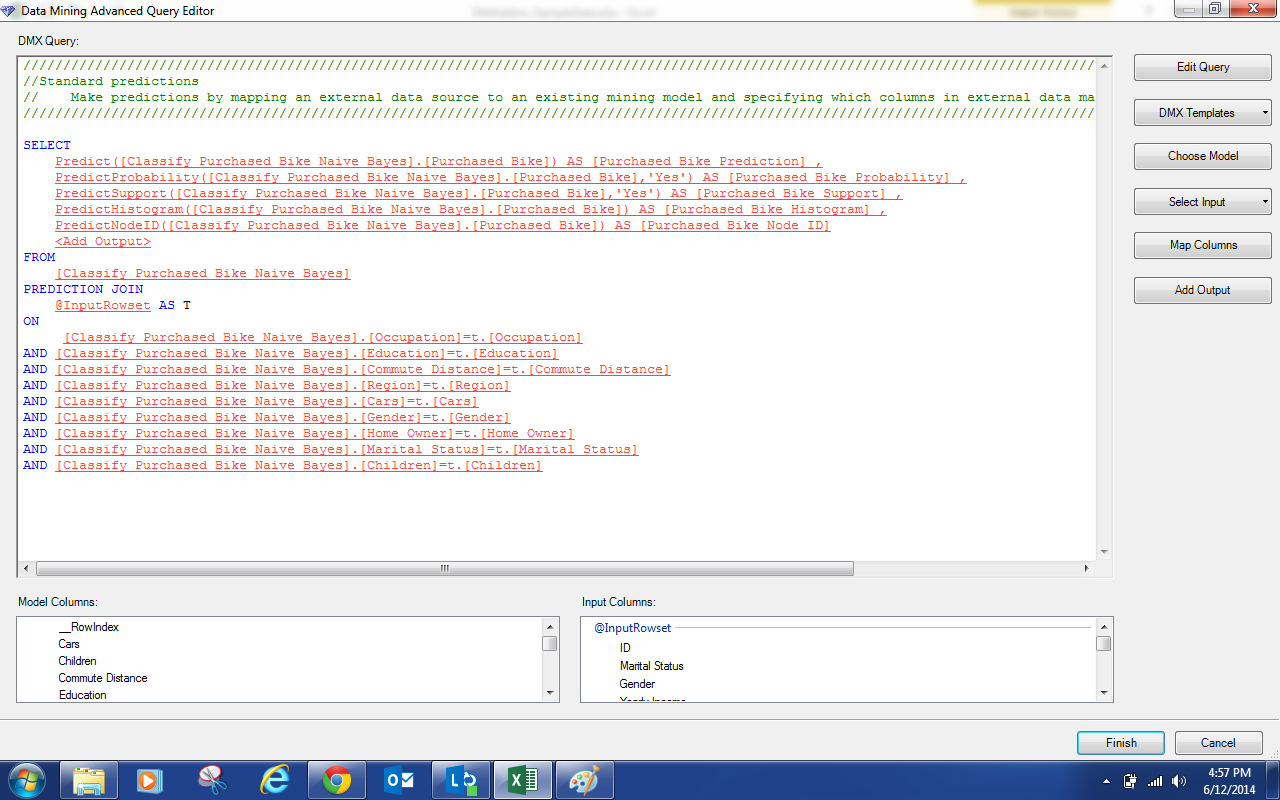 Data Mining Advanced Query Editor
DMX Query:
////////////////////////////////////////////////////////////////////////////////////////////////////////////////////////////////////
//Standard predictions
//    Make predictions by mapping an external data source to an existing mining model and specifying which columns in external data ma
////////////////////////////////////////////////////////////////////////////////////////////////////////////////////////////////////
SELECT
Predict([Classify Purchased Bike Naive Bayes].[Purchased Bike]) AS [Purchased Bike Prediction] ,
PredictProbability([Classify Purchased Bike Naive Bayes].[Purchased Bike],'Yes') AS [Purchased Bike Probability] ,
PredictSupport([Classify Purchased Bike Naive Bayes].[Purchased Bike],'Yes') AS [Purchased Bike Support] ,
PredictHistogram([Classify Purchased Bike Naive Bayes].[Purchased Bike]) AS [Purchased Bike Histogram] ,
PredictNodeID([Classify Purchased Bike Naive Bayes].[Purchased Bike]) AS [Purchased Bike Node ID]
<Add Output>
FROM
[Classify Purchased Bike Naive Bayes]
PREDICTION JOIN
@InputRowset AS T
ON
[Classify Purchased Bike Naive Bayes].[Occupation]=t.[Occupation]
AND [Classify Purchased Bike Naive Bayes].[Education]=t.[Education]
AND [Classify Purchased Bike Naive Bayes].[Commute Distance]=t.[Commute Distance]
AND [Classify Purchased Bike Naive Bayes].[Region]=t.[Region]
AND [Classify Purchased Bike Naive Bayes].[Cars]=t.[Cars]
AND [Classify Purchased Bike Naive Bayes].[Gender]=t.[Gender]
AND [Classify Purchased Bike Naive Bayes].[Home Owner]=t.[Home Owner]
AND [Classify Purchased Bike Naive Bayes].[Marital Status]=t.[Marital Status]
AND [Classify Purchased Bike Naive Bayes].[Children]=t.[Children]
Edit Query
DMX Templates
Choose Model
Select Input
Map Columns
Add Output
Model Columns:
__RowIndex
Cars
Children
Commute Distance
Education
Input Columns:
@InputRowset
ID
Marital Status
Gender
Yearly Income
Finish
Cancel
4:57 PM
6/12/2014